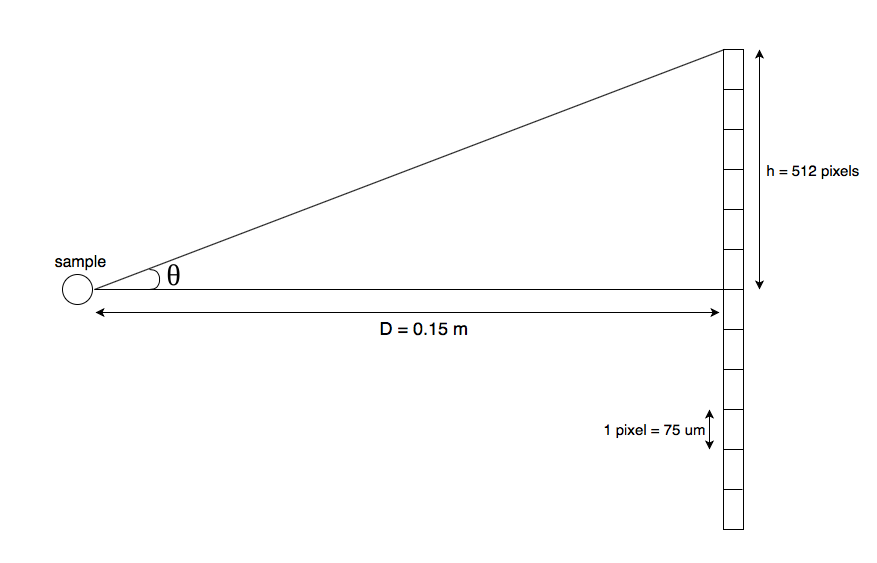 h = 512 pixels
sample
θ
D = 0.15 m
1 pixel = 75 um